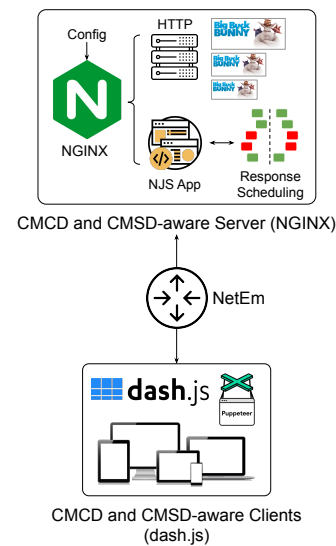 Config
HTTP
Big Buck
BUNNY
Big Buck
BUNNY
Big Buck
BUNNY
N
NGINX
NJS App
Response
Scheduling
CMCD and CMSD-aware Server (NGINX)
NetEm
dash.js
Puppeteer
CMCD and CMSD-aware Clients
(dash.js)